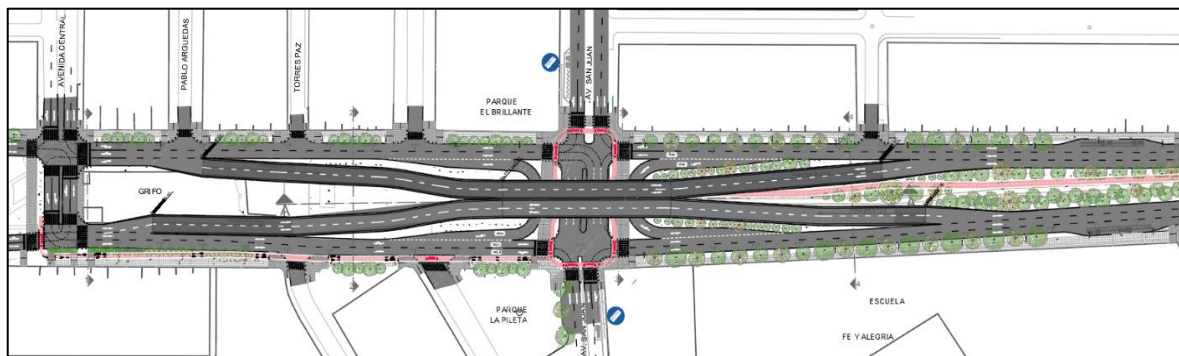 AVENIDA CENTRAL
PABLO ARGUEDAS
TORRES PAZ
AV. SAN JUAN
PARQUE
EL BRILLANTE
GRIFO
PARQUE
LA PILETA
AV. SAN JUAN
ESCUELA
FE Y ALEGRIA